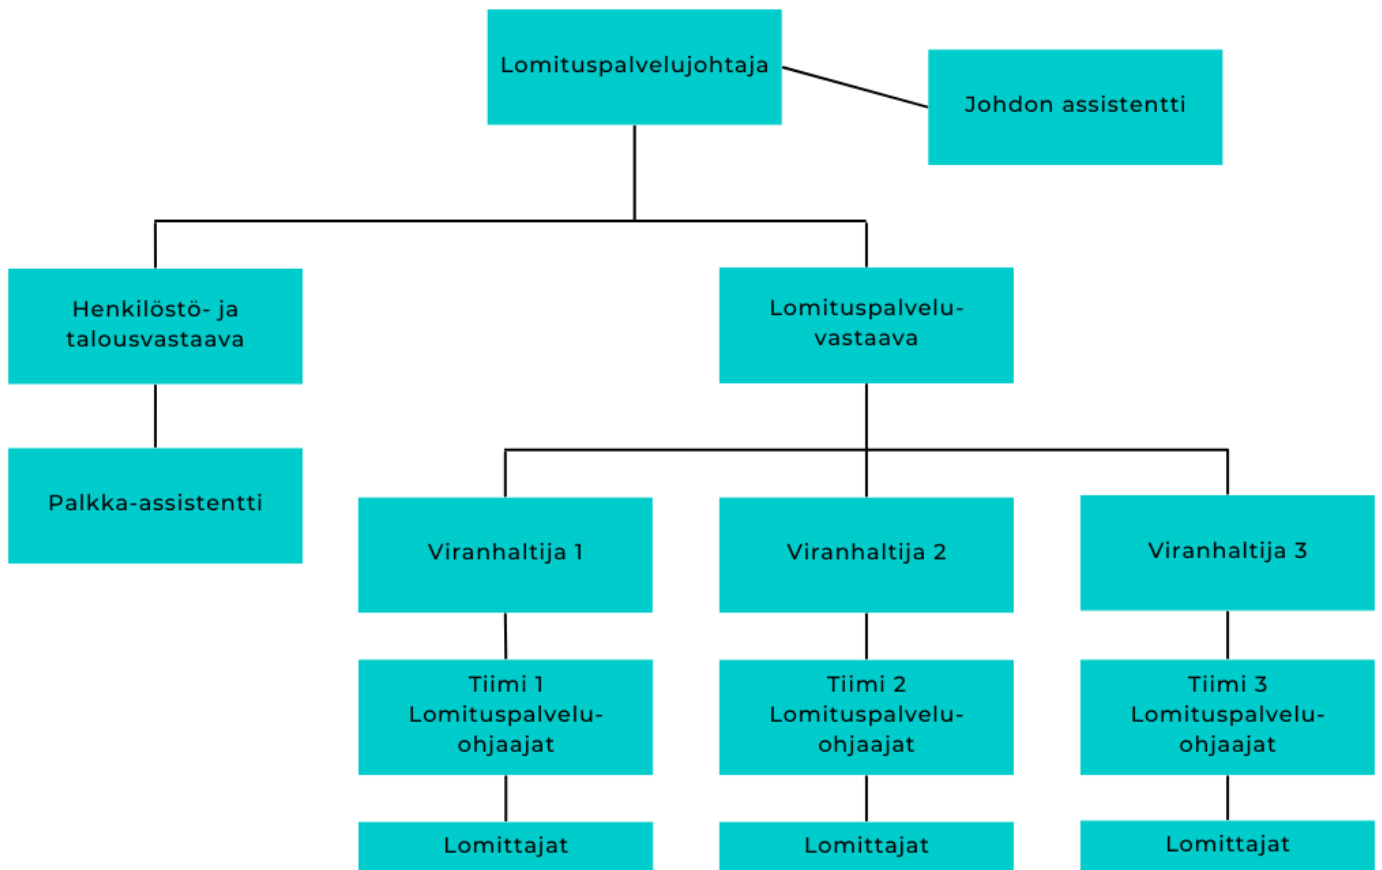 Lomituspalvelujohtaja
Johdon assistentti
Henkilöstö- ja
talousvastaava
Lomituspalvelu-
vastaava
Palkka-assistentti
Viranhaltija 1
Viranhaltija 2
Viranhaltija 3
Tiimi 1
Lomituspalvelu-
ohjaajat
Tiimi 2
Lomituspalvelu-
ohjaajat
Tiimi 3
Lomituspalvelu-
ohjaajat
Lomittajat
Lomittajat
Lomittajat